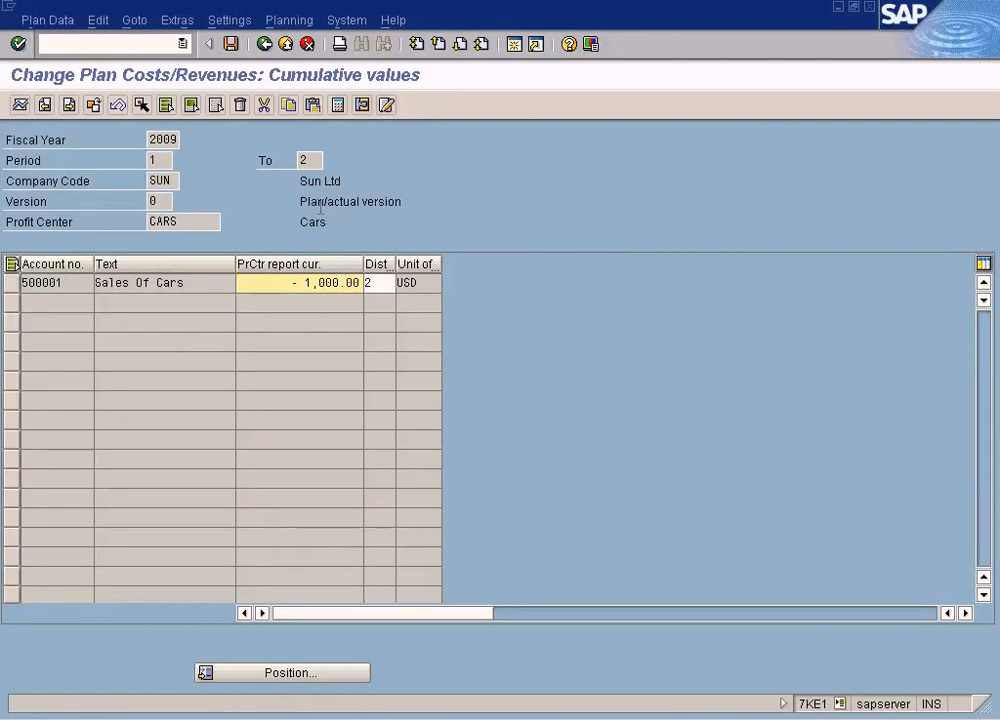 Plan Data Edit Goto Extras Settings Planning System Help
SAP
Change Plan Costs/Revenues: Cumulative values
Fiscal Year 2009
Period 1 To 2
Company Code SUN Sun Ltd
Version 0 Plan/actual version
Profit Center CARS Cars
Account no. Text PrCtr report cur. Dist... Unit of...
500001 Sales Of Cars - 1,000.00 2 USD
Position...
7KE1 sapserver INS